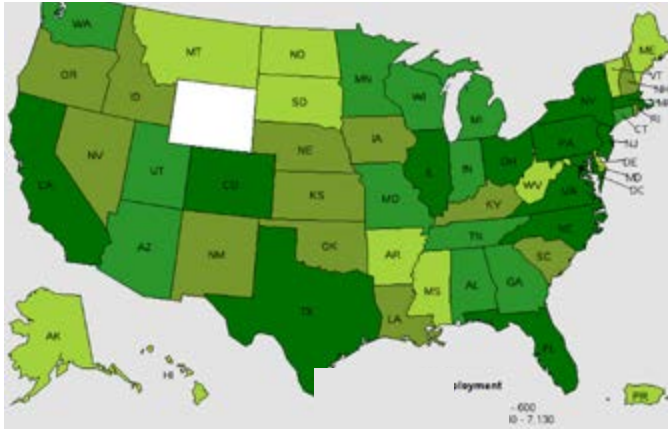 WA
MT
ND
ME
OR
MN
VT
ID
SD
WI
NH
NY
MI
RI
CT
IA
PA
NJ
NE
OH
NV
IL
IN
DE
UT
CO
MD
CA
WV
DC
KS
MO
VA
KY
NC
TN
AZ
OK
NM
AR
SC
MS
AL
GA
TX
LA
AK
FL
HI
loyment
PR
- 600
- 7,130